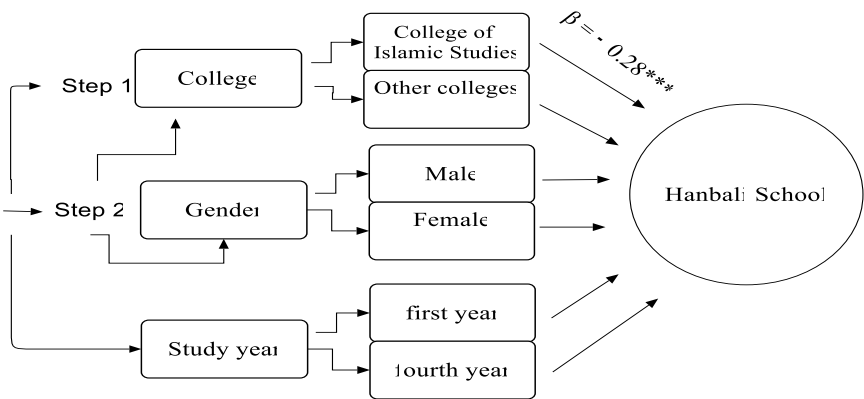 β = - 0.28***
College of
Islamic Studies
Step 1
College
Other colleges
Male
Hanbali School
Step 2
Gender
Female
first year
Study year
fourth year